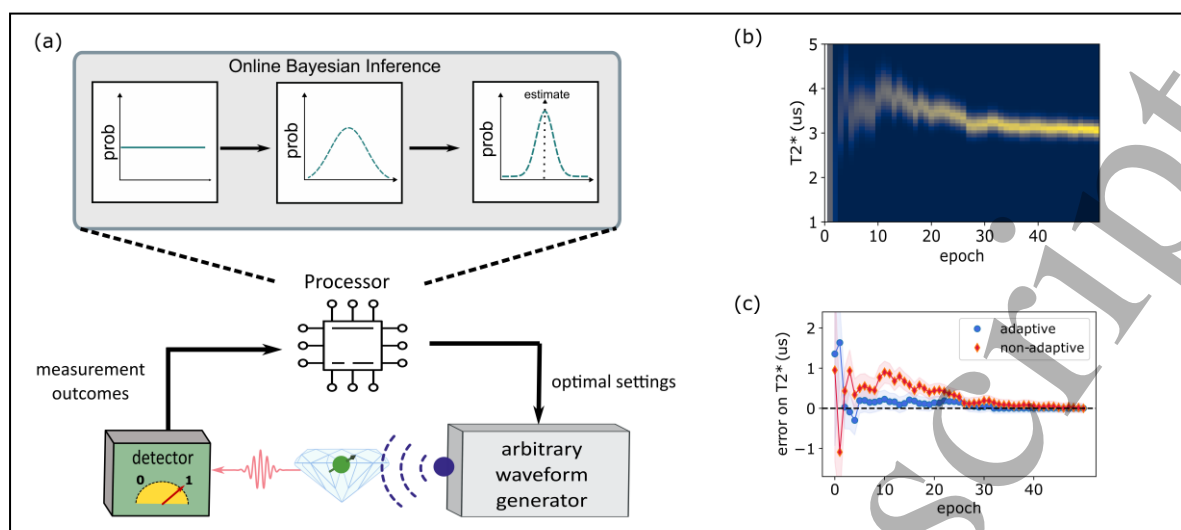 (a)
Online Bayesian Inference
prob
prob
prob
estimate
Processor
measurement
outcomes
optimal settings
detector
0 1
arbitrary
waveform
generator
(b)
T2* (us)
5
4
3
2
1
0 10 20 30 40
epoch
(c)
error on T2* (us)
2
1
0
−1
adaptive
non-adaptive
0 10 20 30 40 50
epoch
script